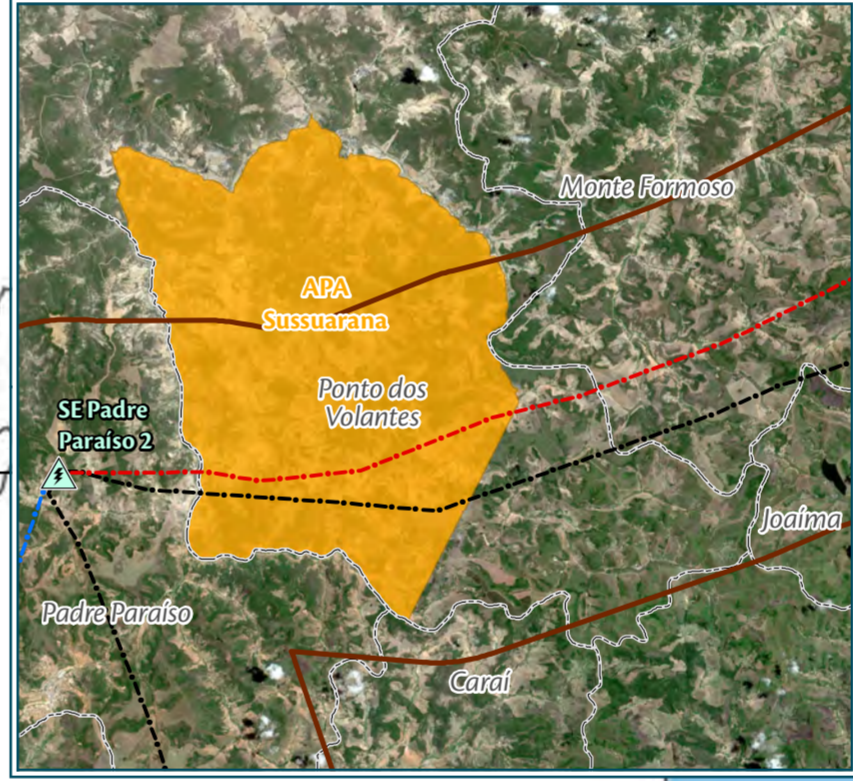 Monte Formoso
APA
Sussuarana
Ponto dos
Volantes
SE Padre
Paraíso 2
Joaíma
Padre Paraíso
Caraí